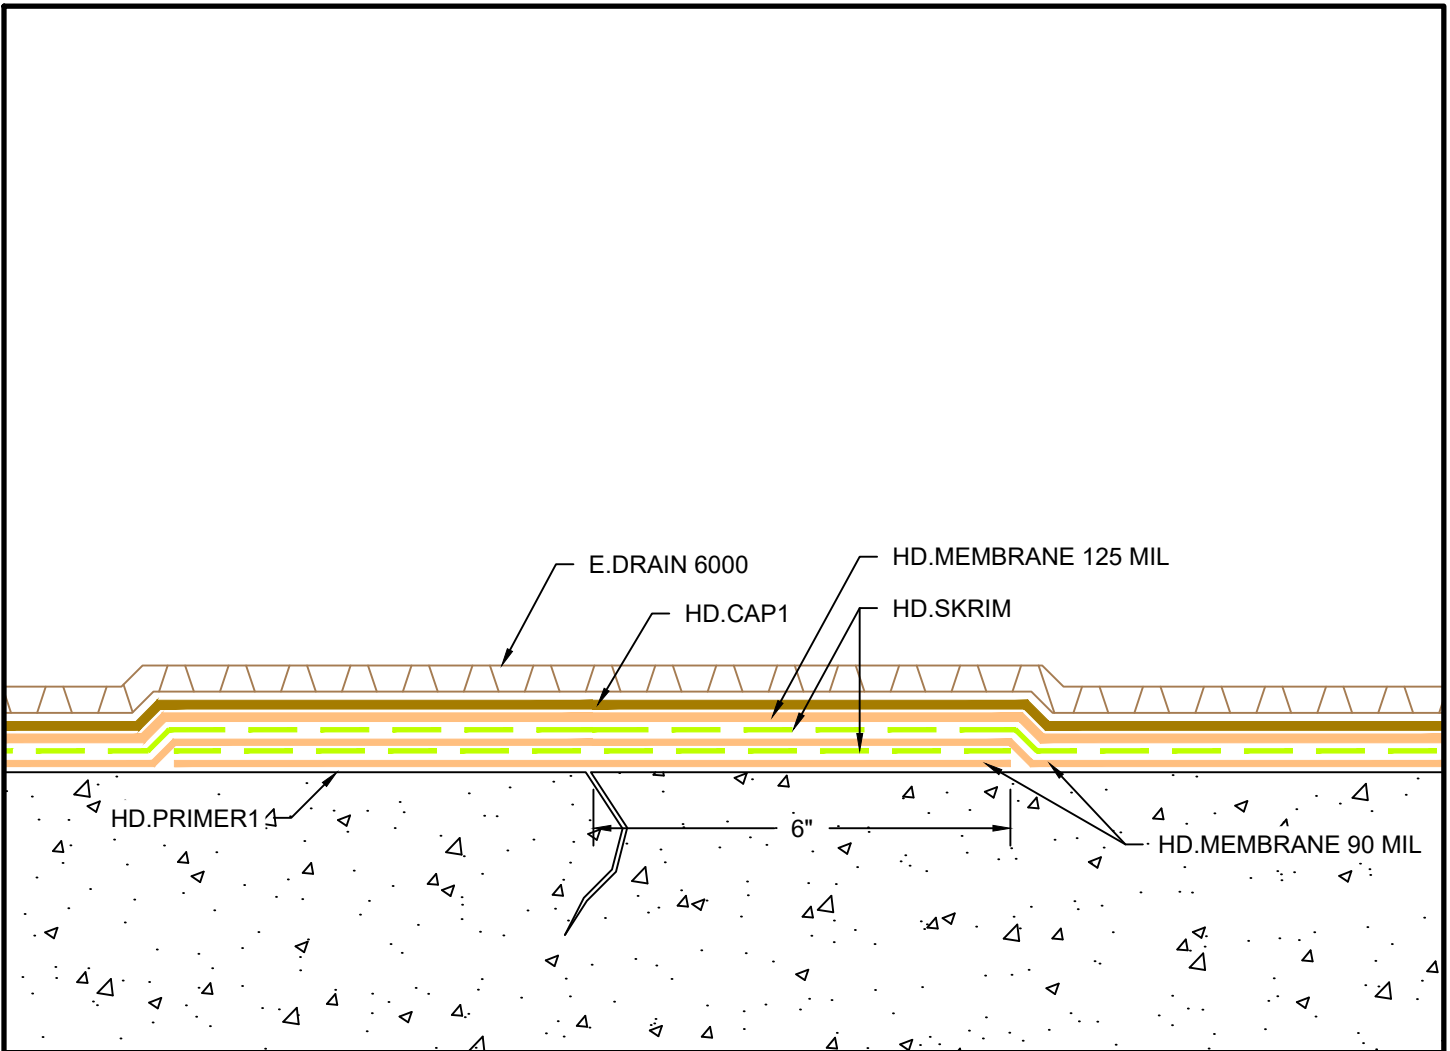 HD.MEMBRANE 125 MIL
E.DRAIN 6000
HD.SKRIM
HD.CAP1
HD.PRIMER1
6"
HD.MEMBRANE 90 MIL